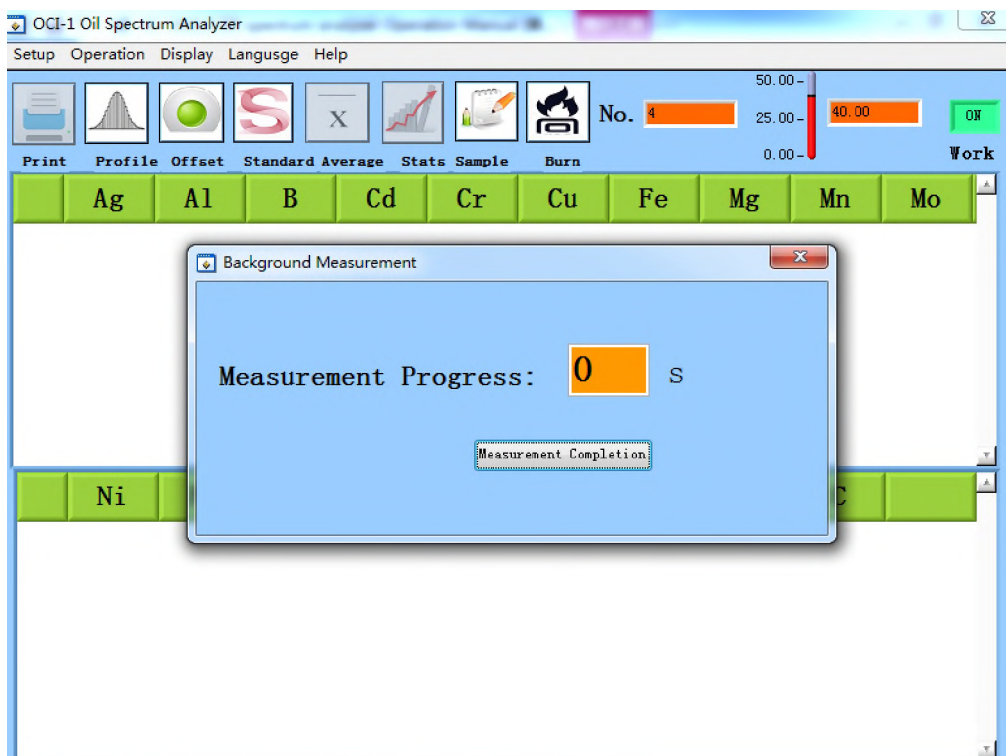 OCI-1 Oil Spectrum Analyzer
Setup Operation Display Langusge Help
50.00
No. 4 25.00 40.00 ON
x
0.00
Print Profile Offset Standard Average Stats Sample Burn Work
Ag Al B Cd Cr Cu Fe Mg Mn Mo
Background Measurement
Measurement Progress: 0 S
Measurement Completion
Ni